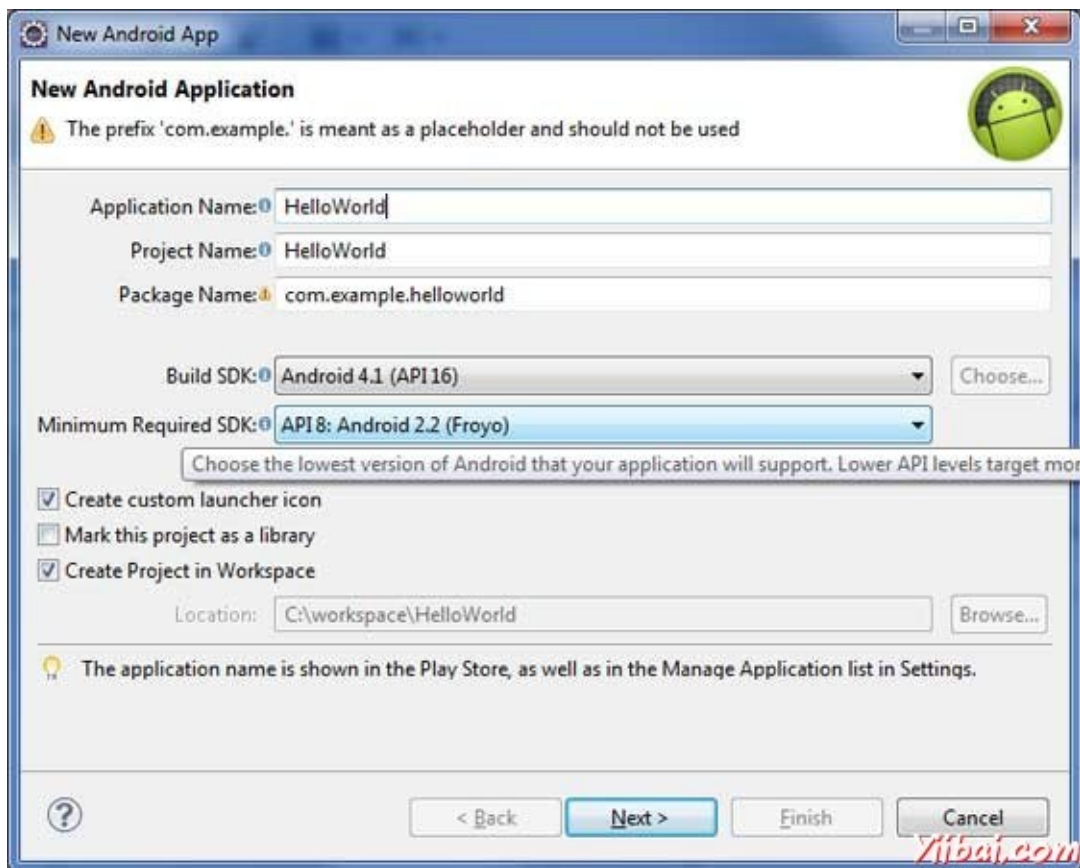 New Android App
New Android Application
The prefix 'com.example.' is meant as a placeholder and should not be used
Application Name: HelloWorld
Project Name: HelloWorld
Package Name: com.example.helloworld
Build SDK: Android 4.1 (API 16) Choose...
Minimum Required SDK: API 8: Android 2.2 (Froyo)
Choose the lowest version of Android that your application will support. Lower API levels target mor
Create custom launcher icon
Mark this project as a library
Create Project in Workspace
Location: C:\workspace\HelloWorld Browse...
The application name is shown in the Play Store, as well as in the Manage Application list in Settings.
? < Back Next > Finish Cancel
Yiibai.com